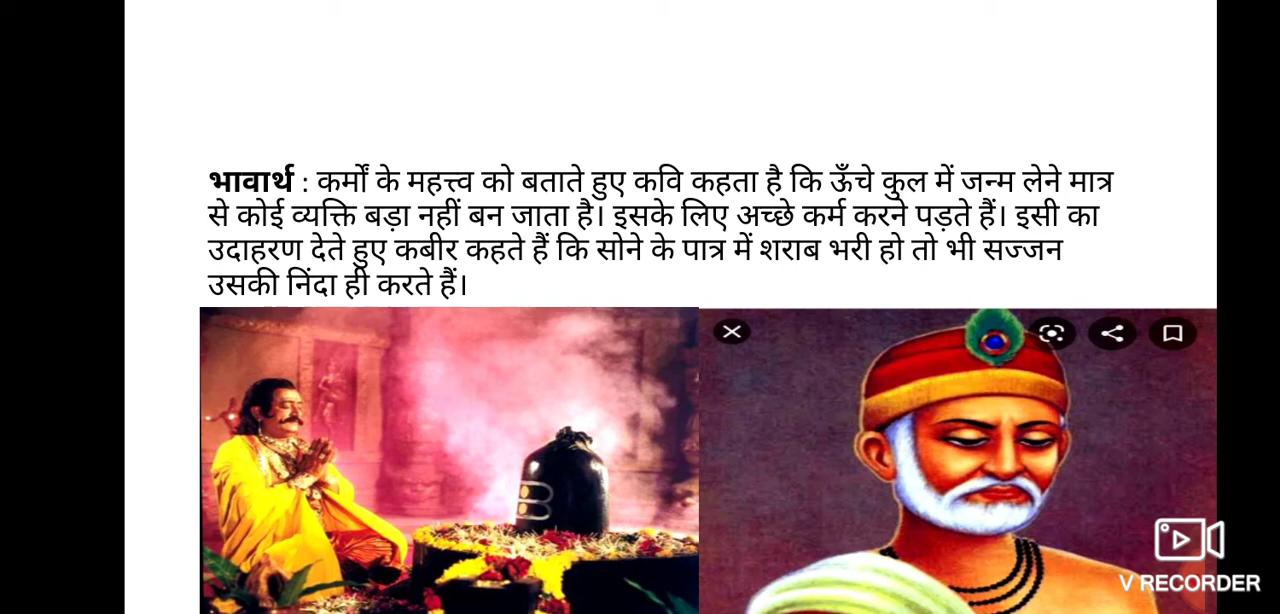 भावार्थ : कर्मों के महत्त्व को बताते हुए कवि कहता है कि ऊँचे कुल में जन्म लेने मात्र
से कोई व्यक्ति बड़ा नहीं बन जाता है। इसके लिए अच्छे कर्म करने पड़ते हैं। इसी का
उदाहरण देते हुए कबीर कहते हैं कि सोने के पात्र में शराब भरी हो तो भी सज्जन
उसकी निंदा ही करते हैं।
V RECORDER